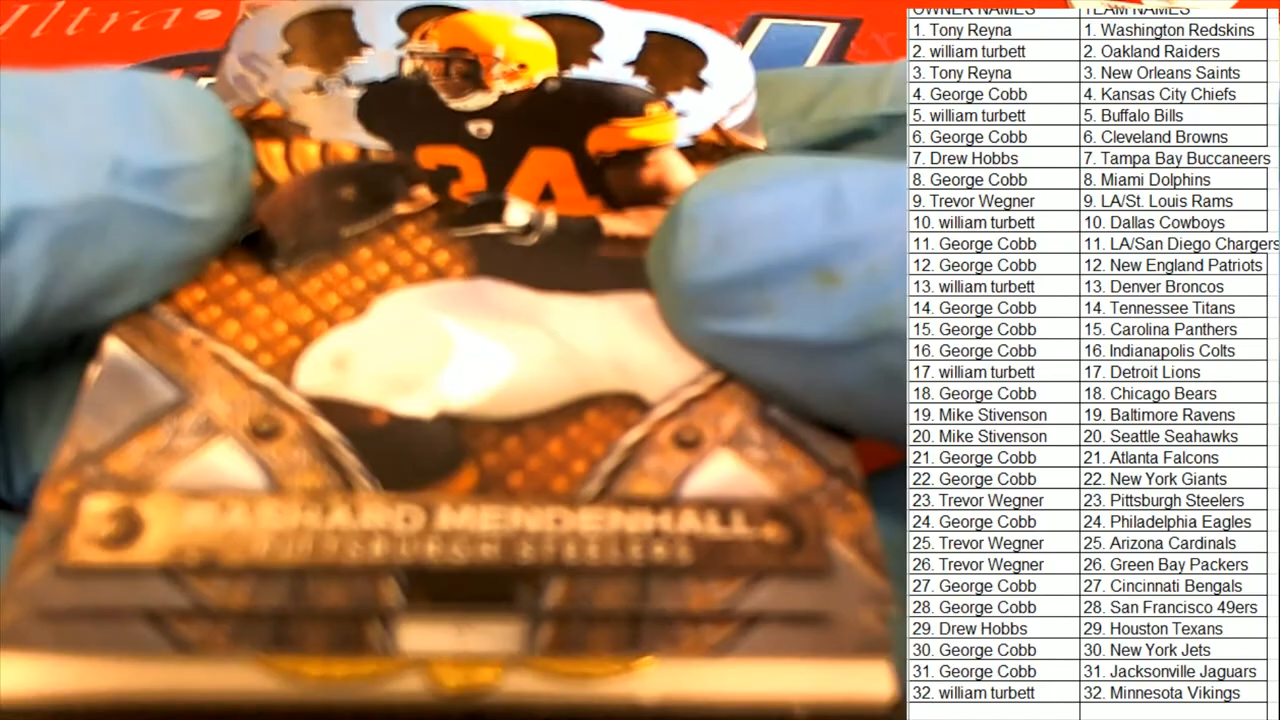 ltra
34
MENDENHALL
STEELERS
OWNER NAMES TEAM NAMES
1. Tony Reyna 1. Washington Redskins
2. william turbett 2. Oakland Raiders
3. Tony Reyna 3. New Orleans Saints
4. George Cobb 4. Kansas City Chiefs
5. william turbett 5. Buffalo Bills
6. George Cobb 6. Cleveland Browns
7. Drew Hobbs 7. Tampa Bay Buccaneers
8. George Cobb 8. Miami Dolphins
9. Trevor Wegner 9. LA/St. Louis Rams
10. william turbett 10. Dallas Cowboys
11. George Cobb 11. LA/San Diego Chargers
12. George Cobb 12. New England Patriots
13. william turbett 13. Denver Broncos
14. George Cobb 14. Tennessee Titans
15. George Cobb 15. Carolina Panthers
16. George Cobb 16. Indianapolis Colts
17. william turbett 17. Detroit Lions
18. George Cobb 18. Chicago Bears
19. Mike Stivenson 19. Baltimore Ravens
20. Mike Stivenson 20. Seattle Seahawks
21. George Cobb 21. Atlanta Falcons
22. George Cobb 22. New York Giants
23. Trevor Wegner 23. Pittsburgh Steelers
24. George Cobb 24. Philadelphia Eagles
25. Trevor Wegner 25. Arizona Cardinals
26. Trevor Wegner 26. Green Bay Packers
27. George Cobb 27. Cincinnati Bengals
28. George Cobb 28. San Francisco 49ers
29. Drew Hobbs 29. Houston Texans
30. George Cobb 30. New York Jets
31. George Cobb 31. Jacksonville Jaguars
32. william turbett 32. Minnesota Vikings